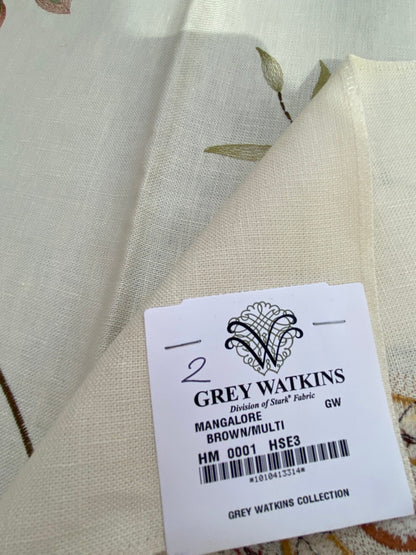 2
GREY WATKINS
Division of Stark® Fabric
MANGALORE GW
BROWN/MULTI
HM 0001 HSE3
*1010413314*
GREY WATKINS COLLECTION